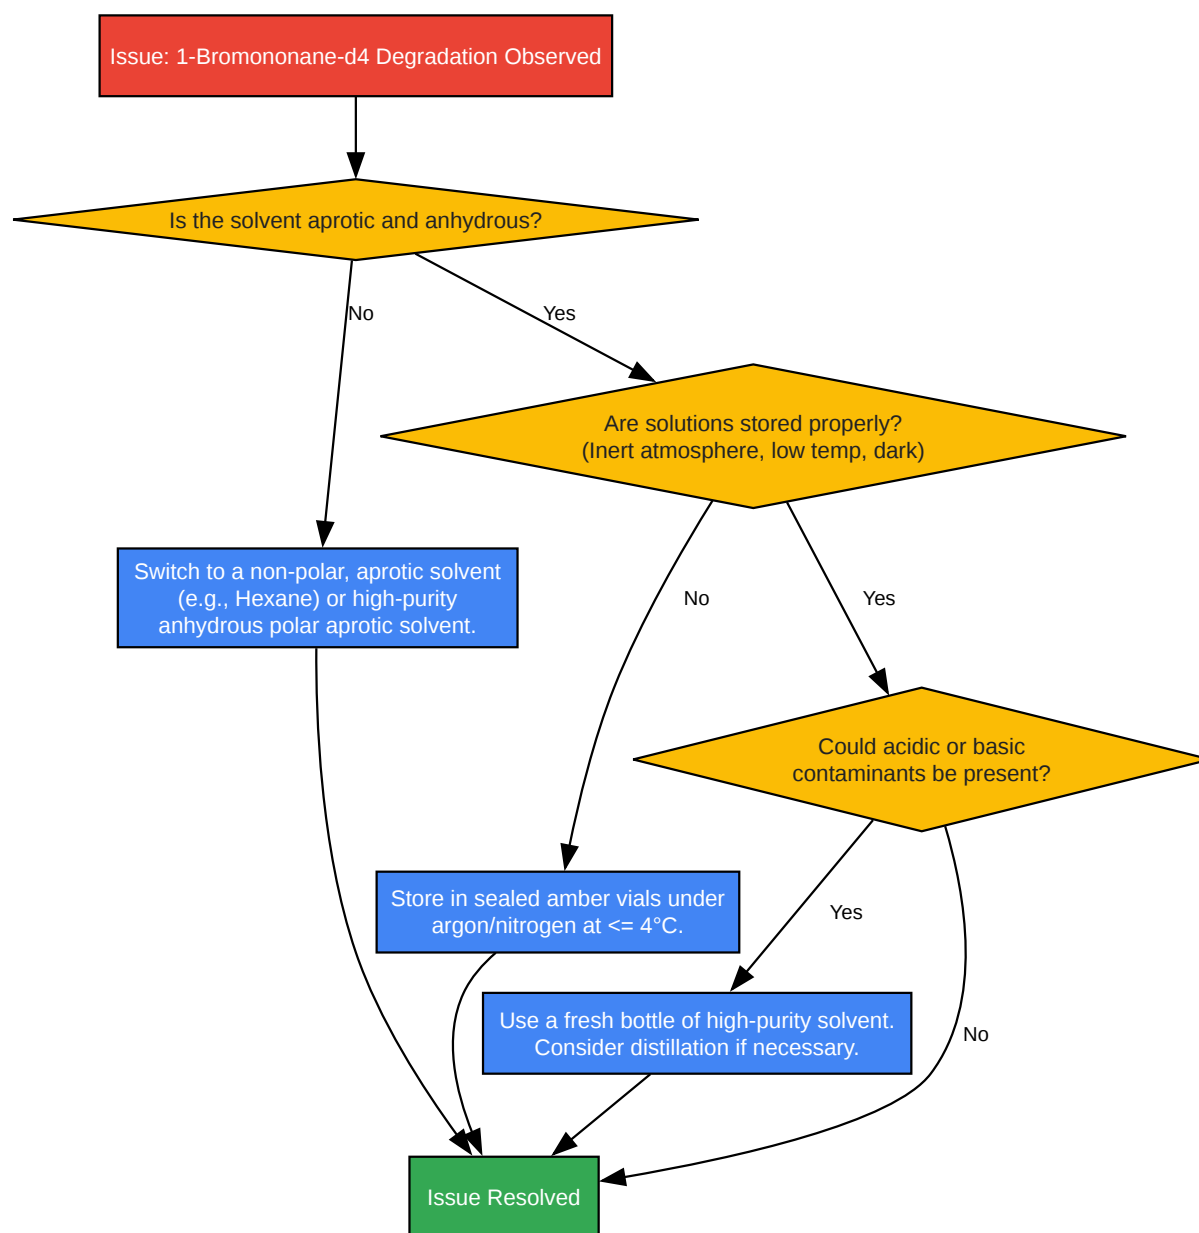 Issue: 1-Bromononane-d4 Degradation Observed
Is the solvent aprotic and anhydrous?
No
Yes
Are solutions stored properly?
(Inert atmosphere, low temp, dark)
Switch to a non-polar, aprotic solvent
(e.g., Hexane) or high-purity
anhydrous polar aprotic solvent.
No
Yes
Could acidic or basic
contaminants be present?
Store in sealed amber vials under
argon/nitrogen at <= 4°C.
Yes
Use a fresh bottle of high-purity solvent.
Consider distillation if necessary.
No
Issue Resolved